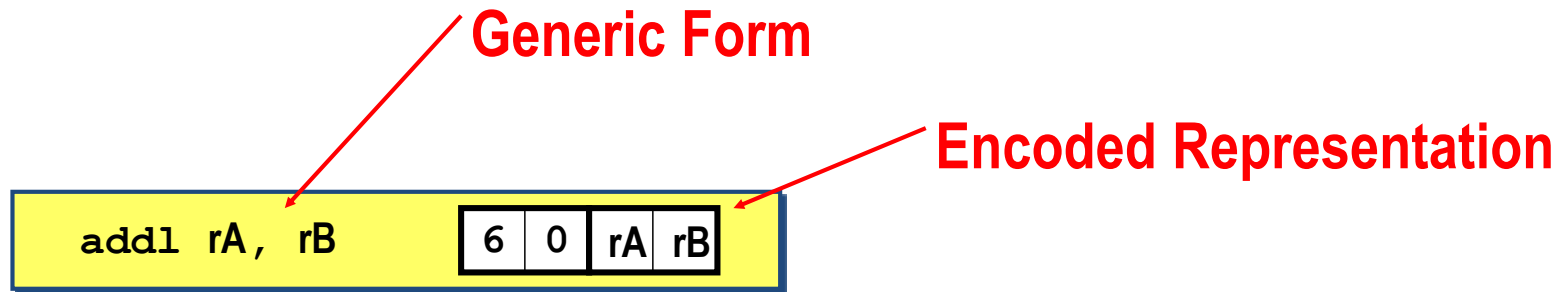 Generic Form
Encoded Representation
addl rA, rB 6 0 rA rB